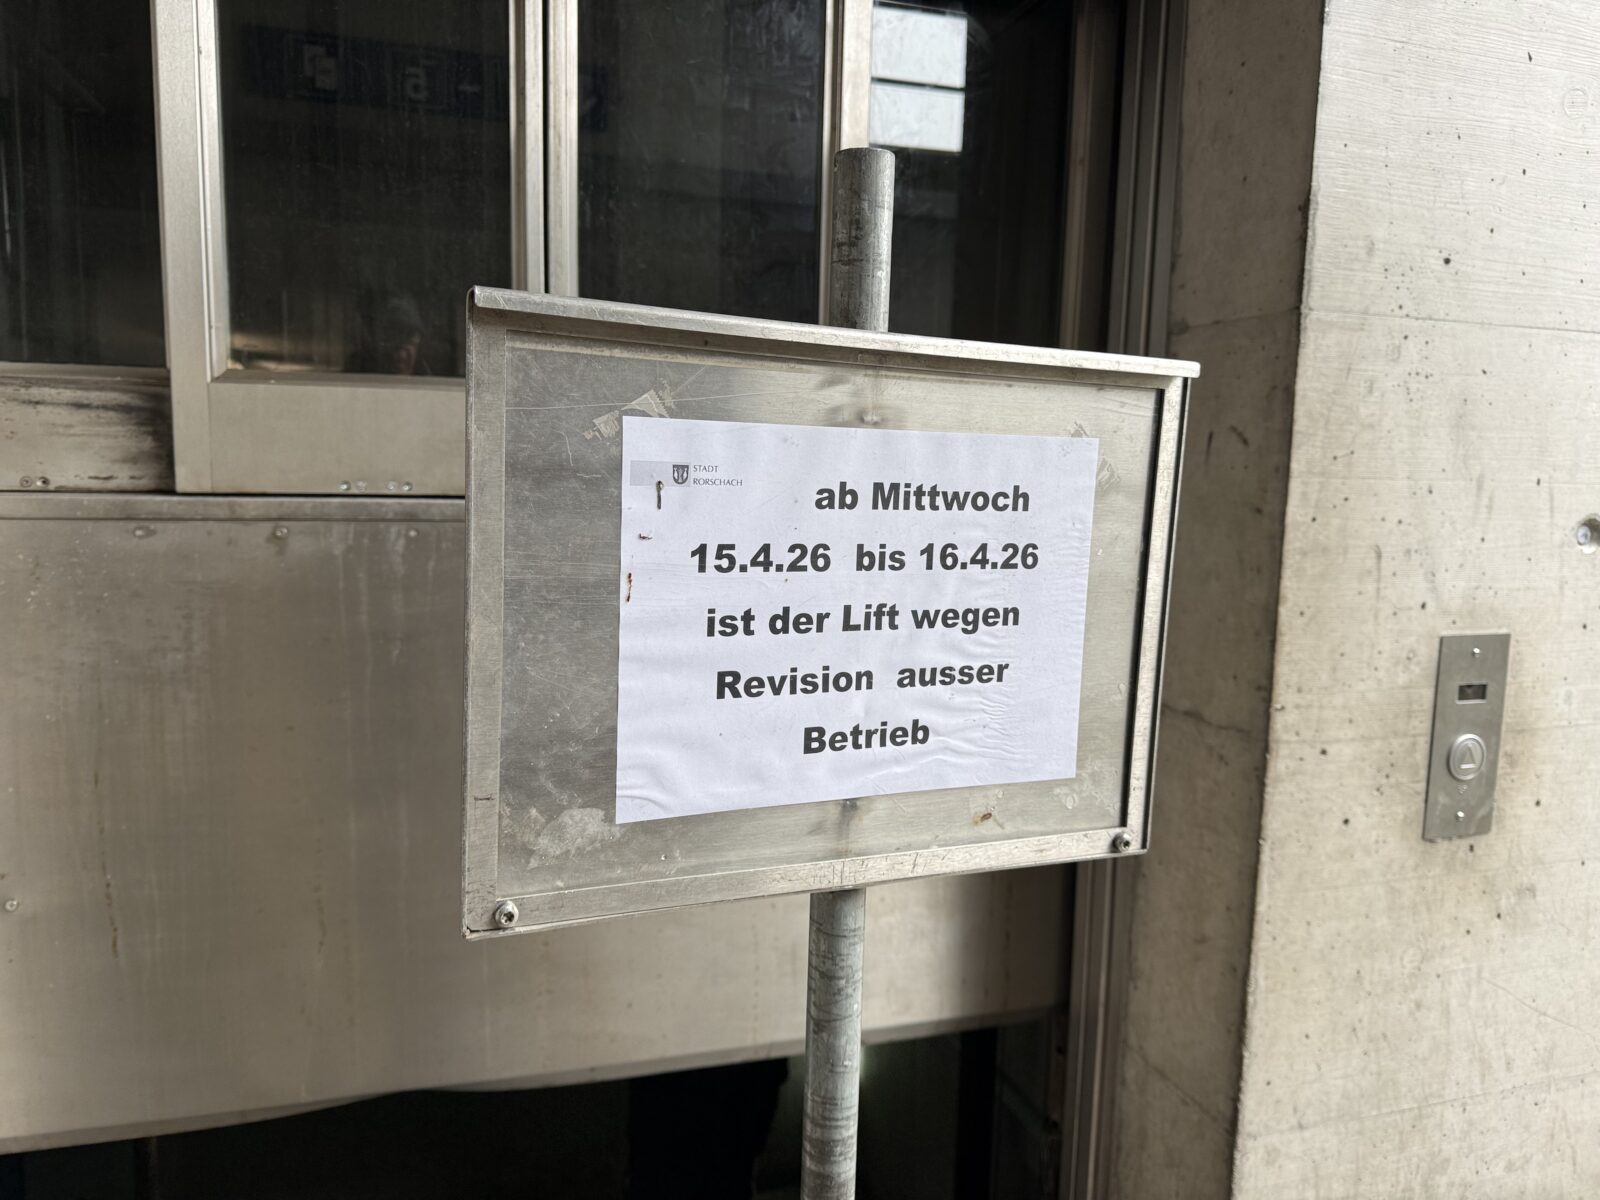 STADT
RORSCHACH
ab Mittwoch
15.4.26 bis 16.4.26
ist der Lift wegen
Revision ausser
Betrieb